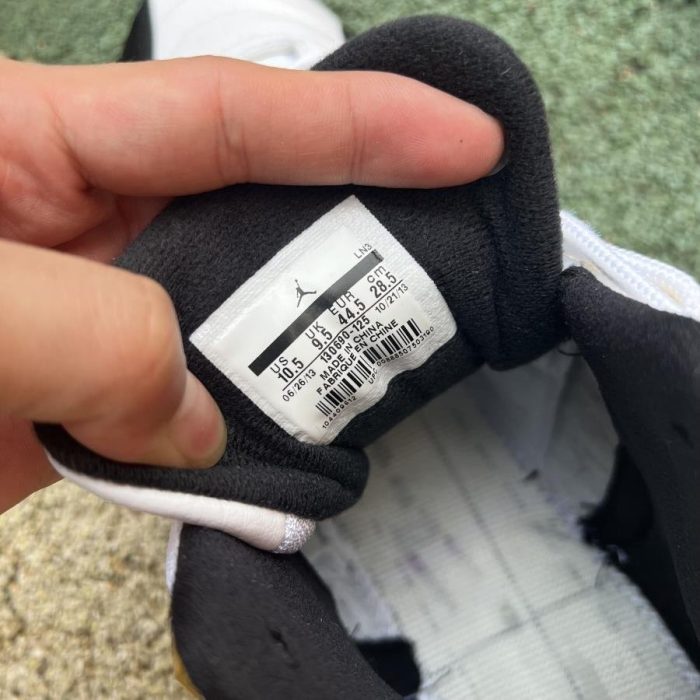 LN3
US UK EUR cm
10.5 9.5 44.5 28.5
06/26/13 130690-125 10/21/13
MADE IN CHINA
FABRIQUE EN CHINE